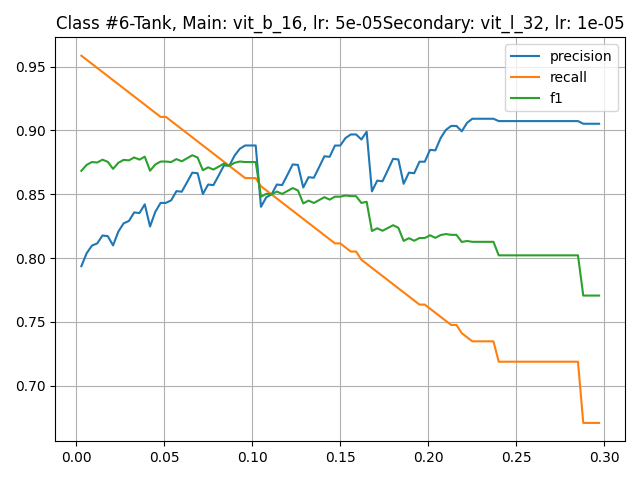 Class #6-Tank, Main: vit_b_16, lr: 5e-05Secondary: vit_l_32, lr: 1e-05
precision
recall
f1
0.95
0.90
0.85
0.80
0.75
0.70
0.00 0.05 0.10 0.15 0.20 0.25 0.30